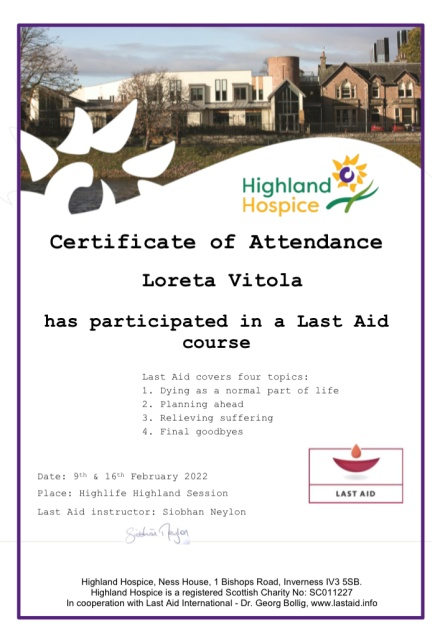 Highland
Hospice
Certificate of Attendance
Loreta Vitola
has participated in a Last Aid
course
Last Aid covers four topics:
1. Dying as a normal part of life
2. Planning ahead
3. Relieving suffering
4. Final goodbyes
Date: 9th & 16th February 2022
Place: Highlife Highland Session
Last Aid instructor: Siobhan Neylon
Siobhan Neylon
LAST AID
Highland Hospice, Ness House, 1 Bishops Road, Inverness IV3 5SB.
Highland Hospice is a registered Scottish Charity No: SC011227
In cooperation with Last Aid International - Dr. Georg Bollig, www.lastaid.info